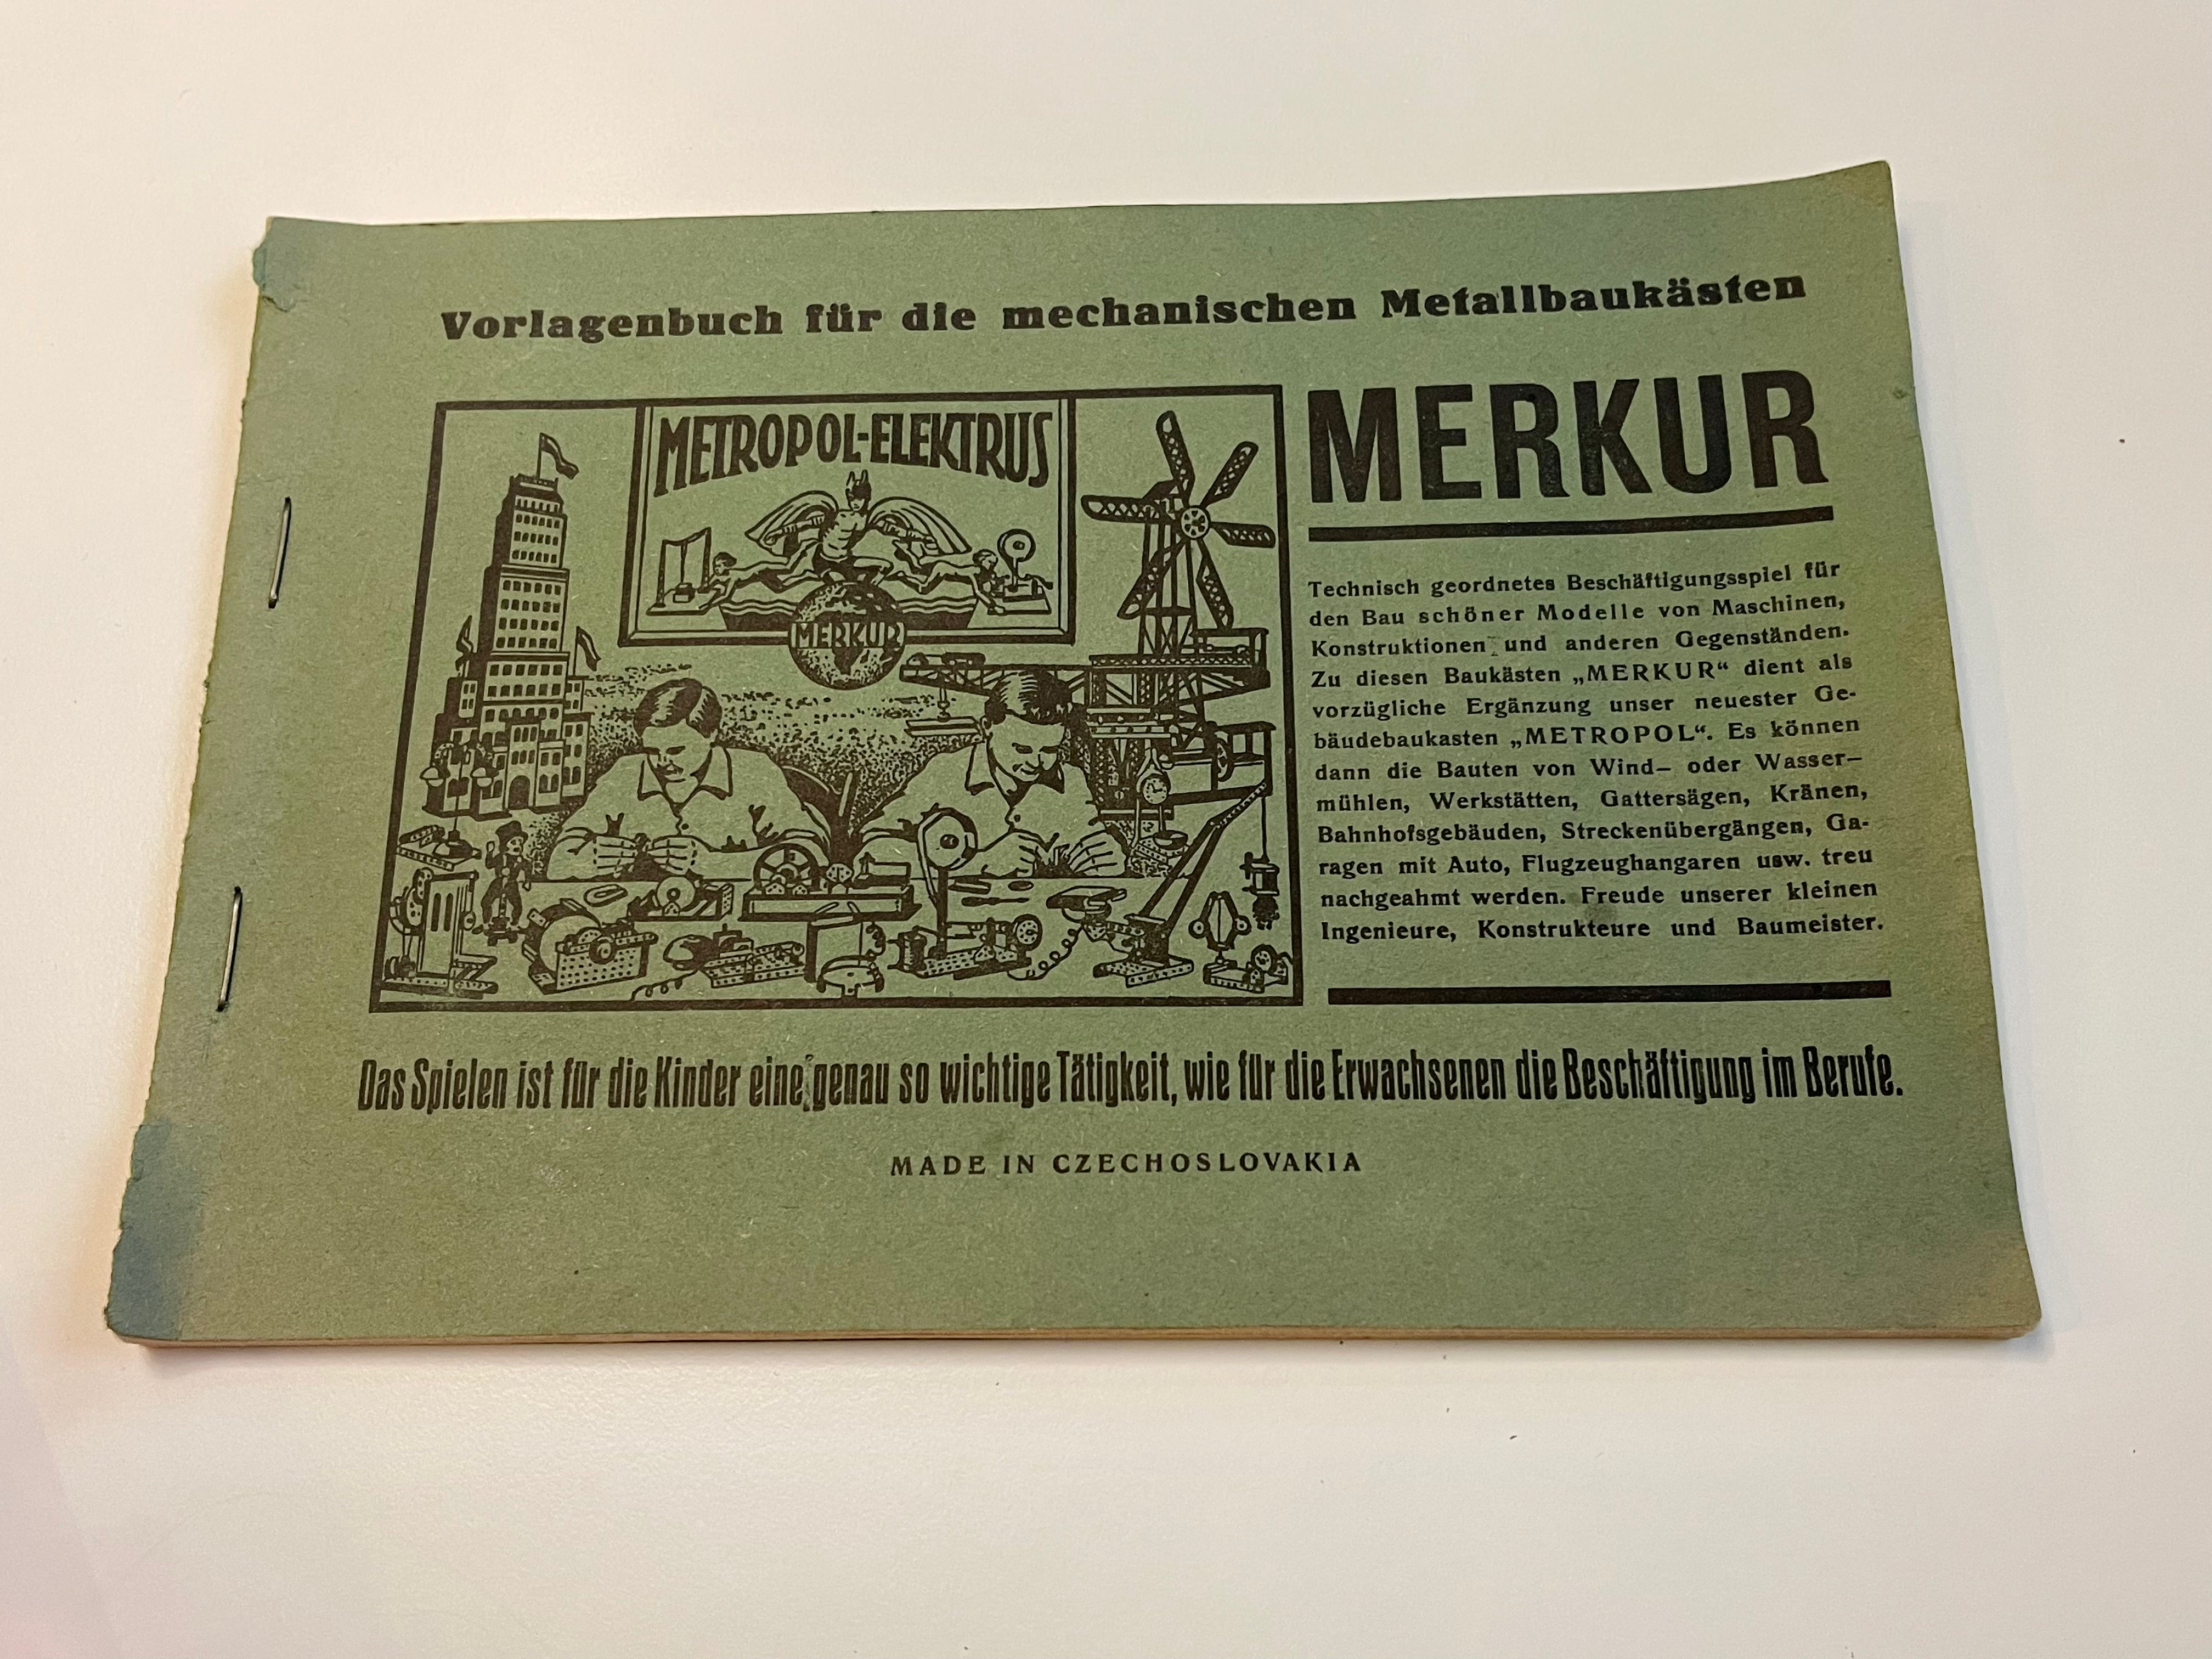 Vorlagenbuch für die mechanischen Metallbaukästen
METROPOL-ELEKTRUS
MERKUR
MERKUR
Technisch geordnetes Beschäftigungsspiel für
den Bau schöner Modelle von Maschinen,
Konstruktionen und anderen Gegenständen.
Zu diesen Baukästen „MERKUR“ dient als
vorzügliche Ergänzung unser neuester Ge-
bäudebaukasten „METROPOL“. Es können
dann die Bauten von Wind– oder Wasser–
mühlen, Werkstätten, Gattersägen, Kränen,
Bahnhofsgebäuden, Streckenübergängen, Ga-
ragen mit Auto, Flugzeughangaren usw. treu
nachgeahmt werden. Freude unserer kleinen
Ingenieure, Konstrukteure und Baumeister.
Das Spielen ist für die Kinder eine genau so wichtige Tätigkeit, wie für die Erwachsenen die Beschäftigung im Berufe.
MADE IN CZECHOSLOVAKIA